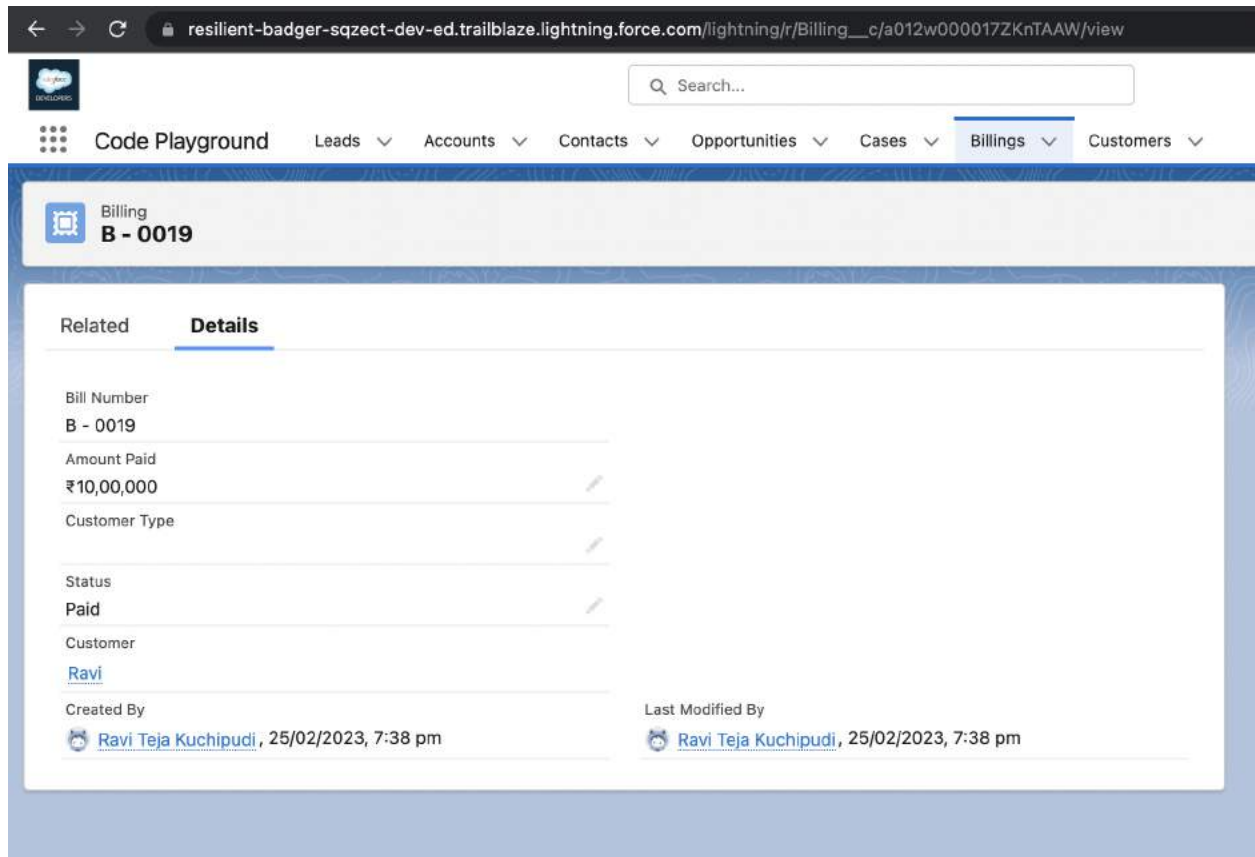 resilient-badger-sqzect-dev-ed.trailblaze.lightning.force.com/lightning/r/Billing__c/a012w000017ZKnTAAW/view
DEVELOPERS
Search...
Code Playground Leads Accounts Contacts Opportunities Cases Billings Customers
Billing
B - 0019
Related Details
Bill Number
B - 0019
Amount Paid
₹10,00,000
Customer Type
Status
Paid
Customer
Ravi
Created By Last Modified By
Ravi Teja Kuchipudi, 25/02/2023, 7:38 pm Ravi Teja Kuchipudi, 25/02/2023, 7:38 pm